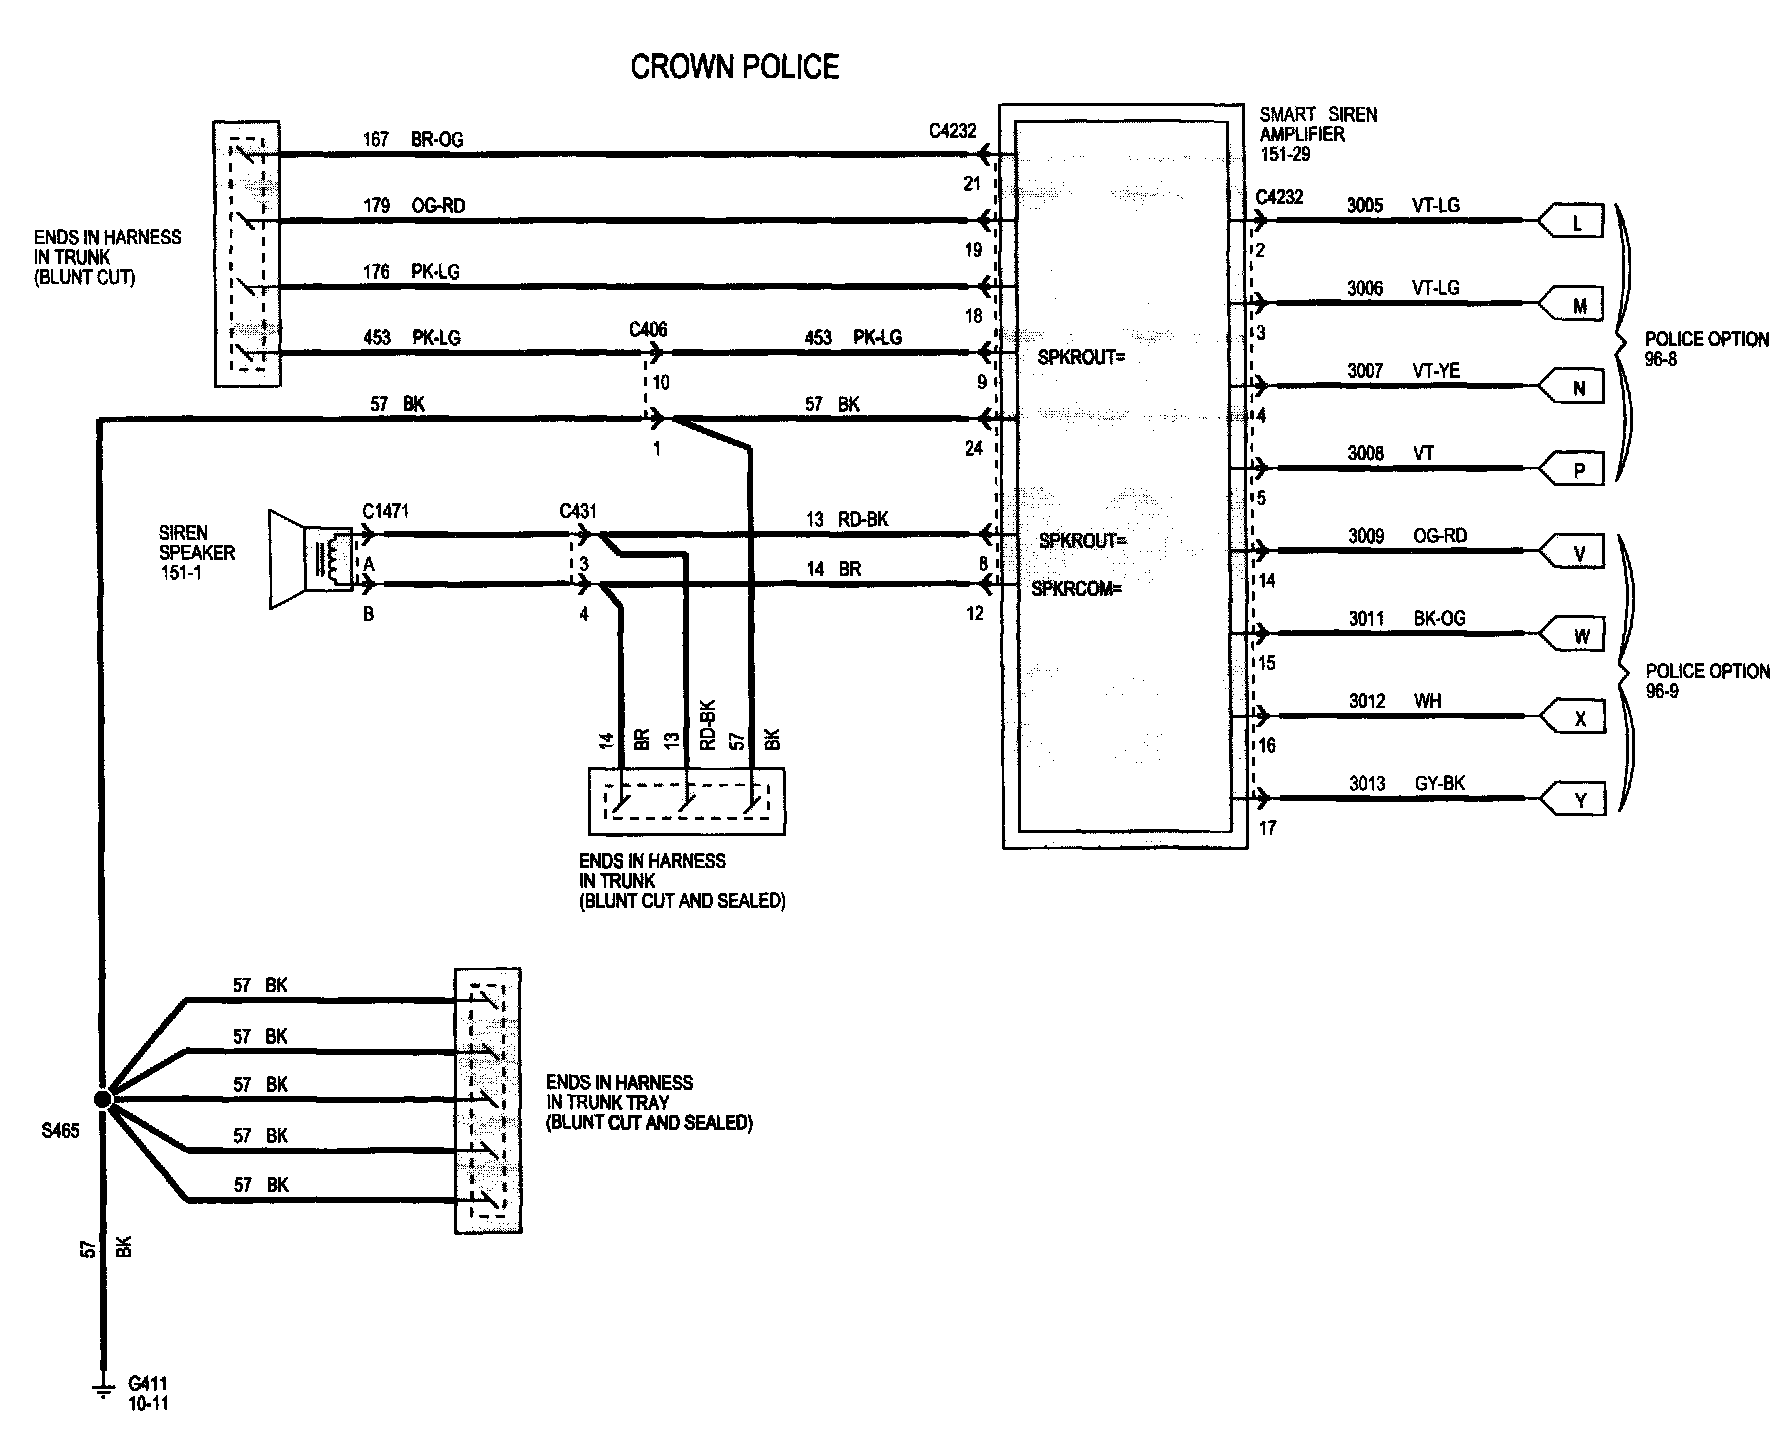 CROWN POLICE
167 BR-OG
C4232
21
SMART SIREN
AMPLIFIER
151-29
179 OG-RD
19
C4232
3005 VT-LG
L
2
ENDS IN HARNESS
IN TRUNK
(BLUNT CUT)
176 PK-LG
18
3006 VT-LG
M
3
453 PK-LG
C406
10
453 PK-LG
9
SPKROUT=
POLICE OPTION
96-8
3007 VT-YE
N
4
57 BK
1
57 BK
24
3008 VT
P
5
SIREN
SPEAKER
151-1
C1471
A
B
C431
3
4
13 RD-BK
8
SPKROUT=
14 BR
12
SPKRCOM=
3009 OG-RD
V
14
3011 BK-OG
W
15
POLICE OPTION
96-9
3012 WH
X
16
3013 GY-BK
Y
17
14 BR
13 RD-BK
57 BK
ENDS IN HARNESS
IN TRUNK
(BLUNT CUT AND SEALED)
57 BK
57 BK
57 BK
57 BK
57 BK
ENDS IN HARNESS
IN TRUNK TRAY
(BLUNT CUT AND SEALED)
S465
57 BK
G411
10-11